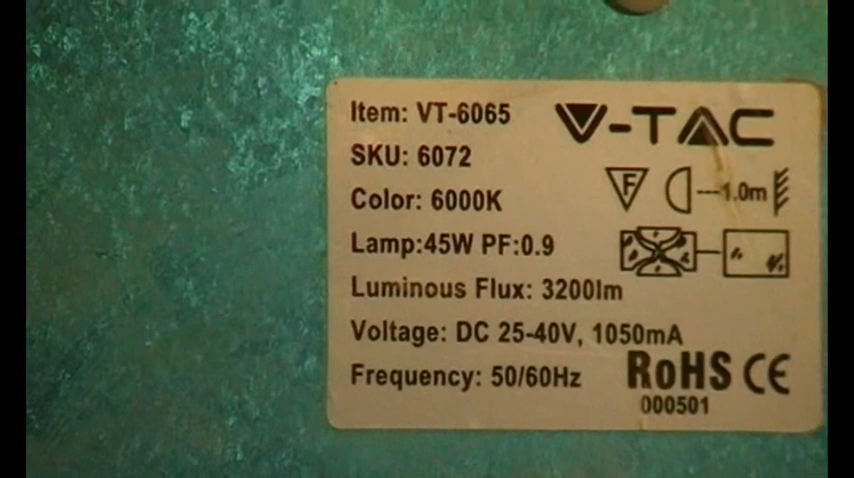 Item: VT-6065
V-TAC
SKU: 6072
F
1.0m
Color: 6000K
Lamp:45W PF:0.9
Luminous Flux: 3200lm
Voltage: DC 25-40V, 1050mA
Frequency: 50/60Hz
RoHS CE
000501